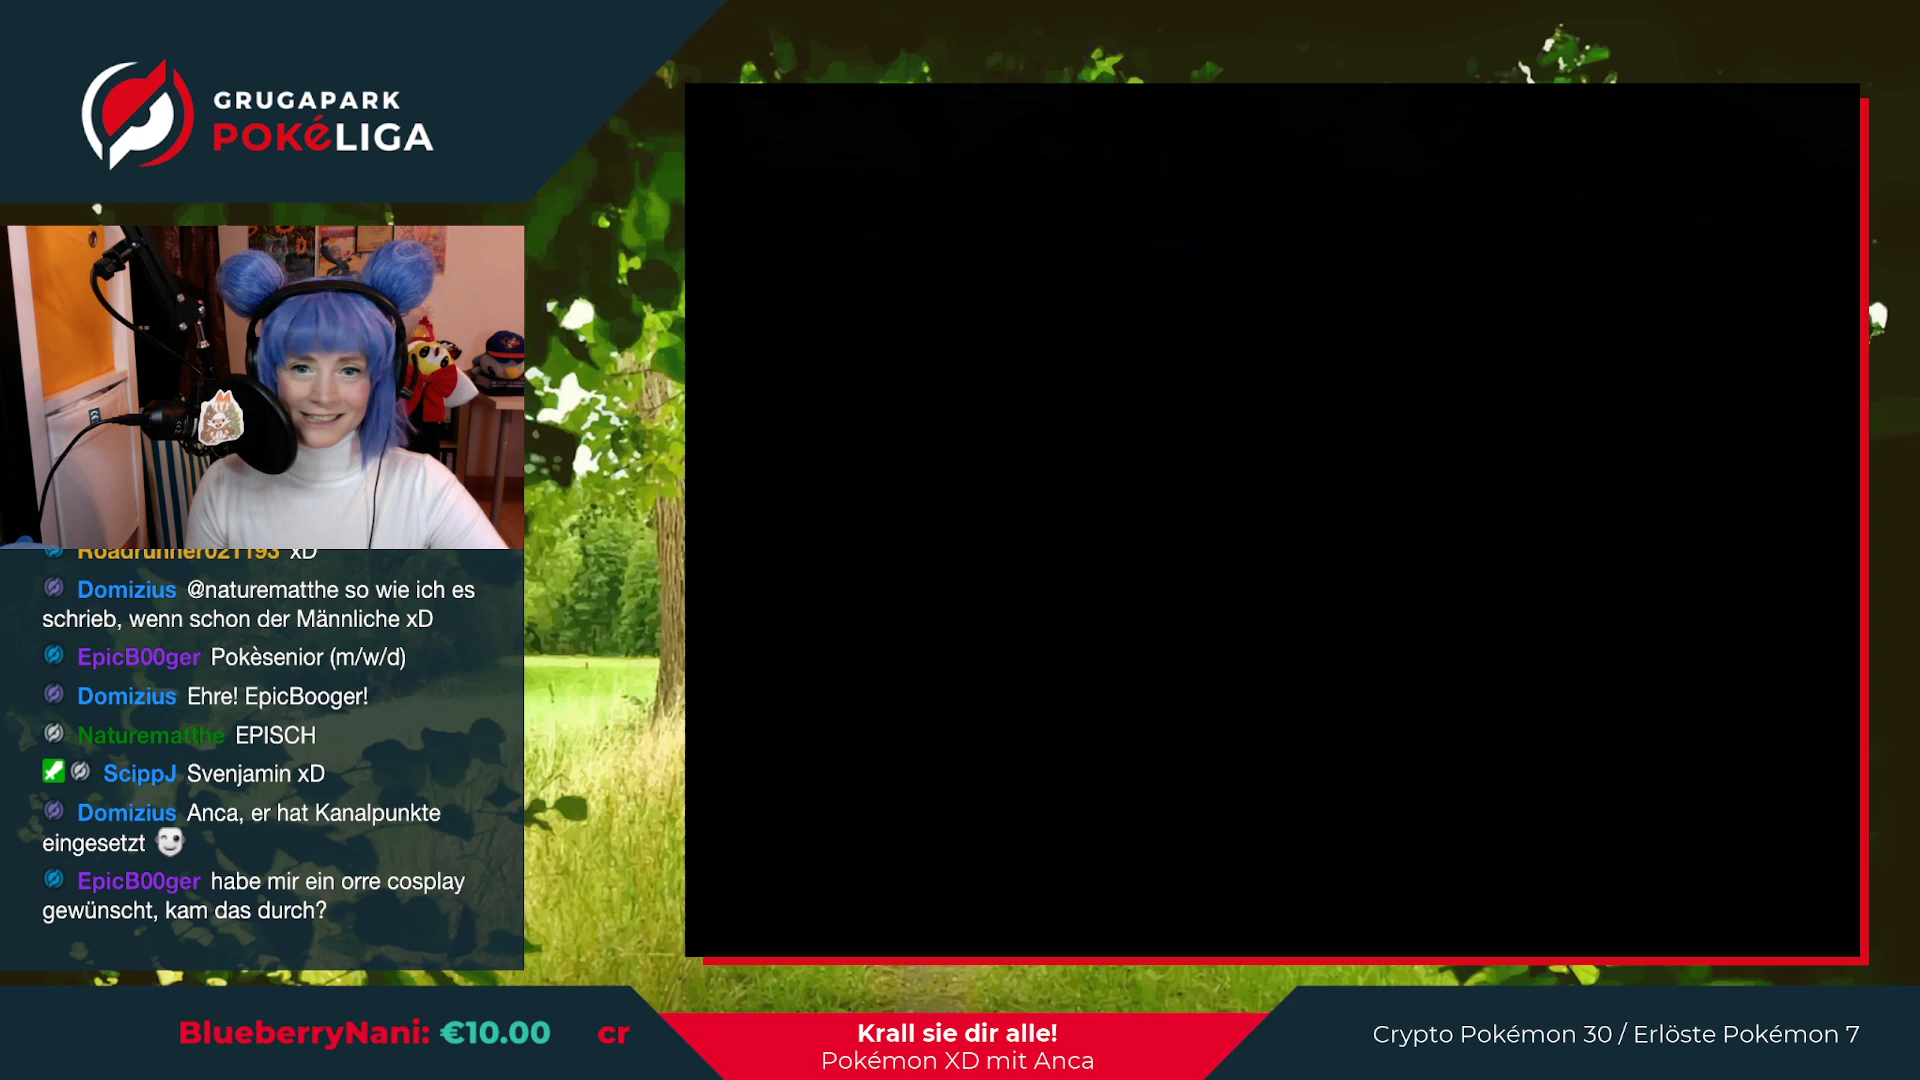 GRUGAPARK
POKéLIGA
Roadrunner021193 xD
Domizius @naturematthe so wie ich es
schrieb, wenn schon der Männliche xD
EpicB00ger Pokèsenior (m/w/d)
Domizius Ehre! EpicBooger!
Naturematthe EPISCH
ScippJ Svenjamin xD
Domizius Anca, er hat Kanalpunkte
eingesetzt
EpicB00ger habe mir ein orre cosplay
gewünscht, kam das durch?
BlueberryNani: €10.00 cr
Krall sie dir alle!
Pokémon XD mit Anca
Crypto Pokémon 30 / Erlöste Pokémon 7